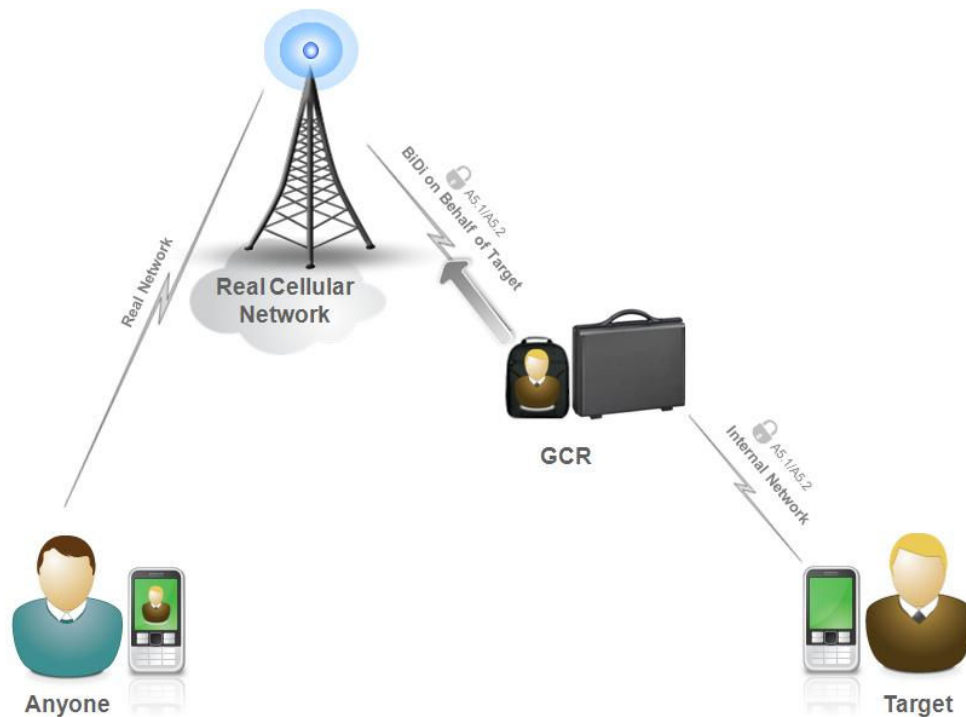 Real Cellular
Network
Real Network
A5.1/A5.2
BiDi on Behalf of Target
GCR
A5.1/A5.2
Internal Network
Anyone
Target